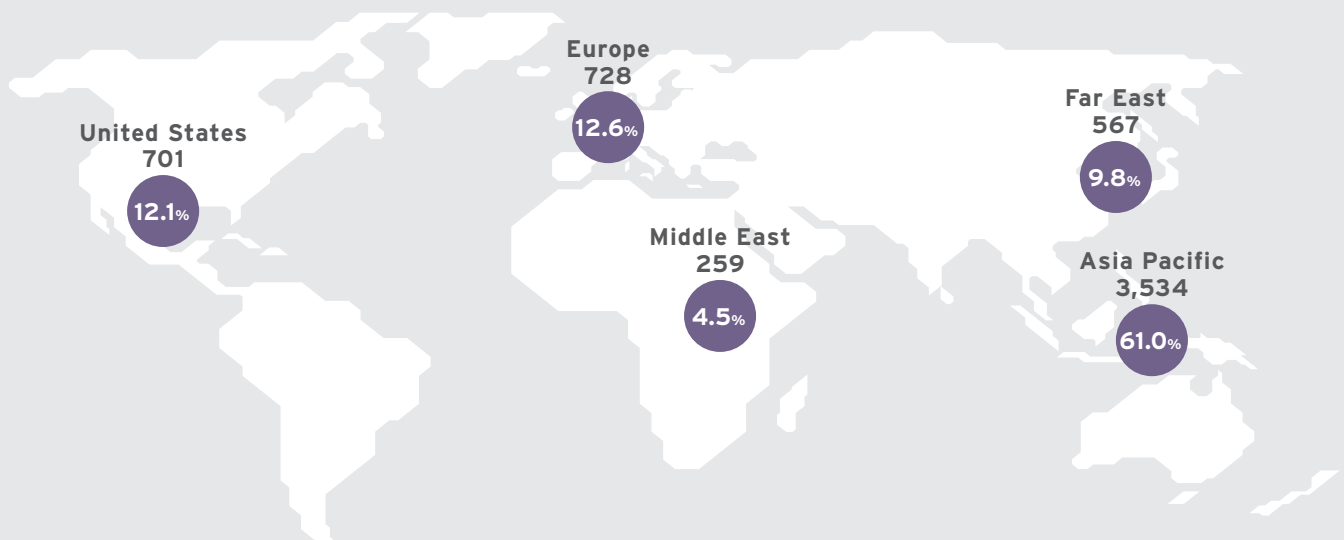 Europe
728
12.6%
Far East
567
9.8%
United States
701
12.1%
Middle East
259
4.5%
Asia Pacific
3,534
61.0%